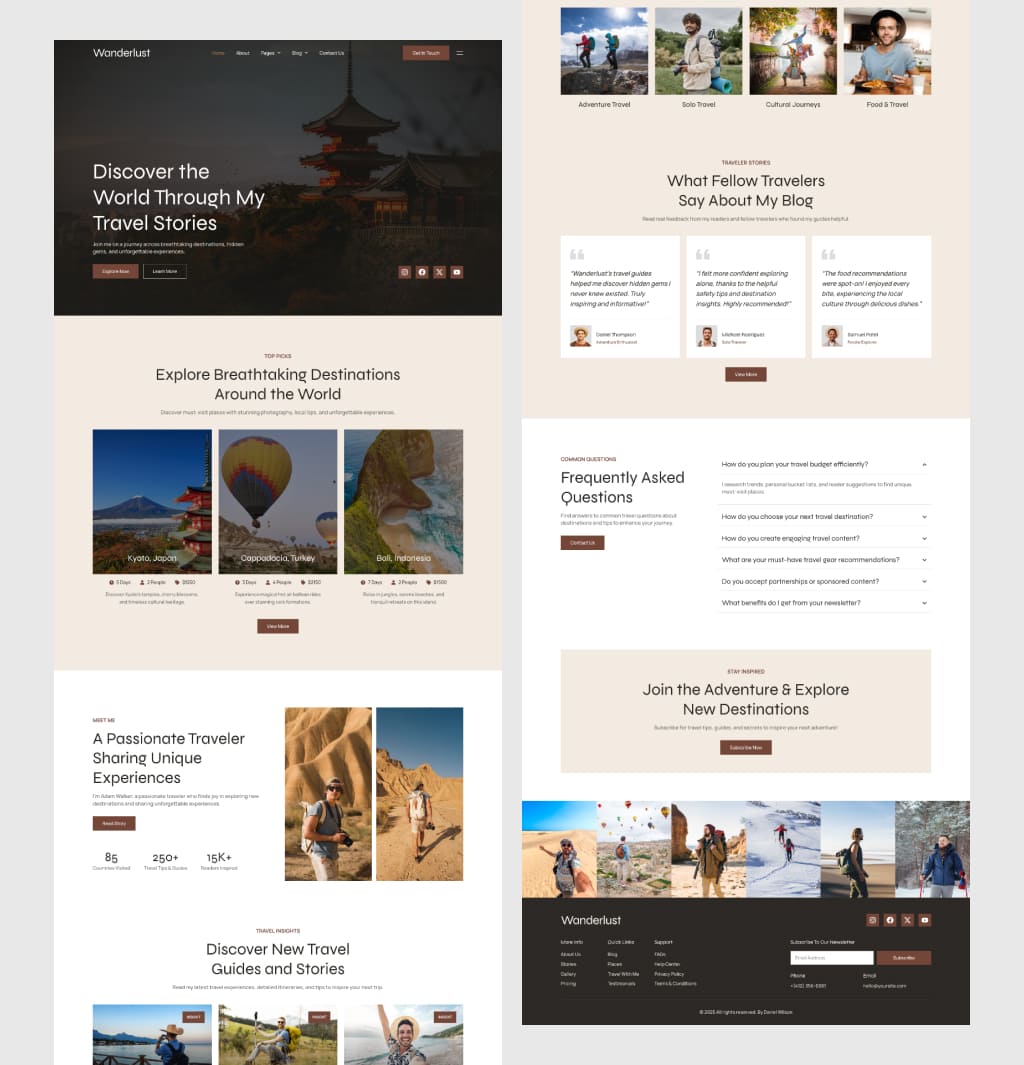 Wanderlust
Home About Pages Blog Contact Us
Get In Touch
Discover the
World Through My
Travel Stories
Join me on a journey across breathtaking destinations, hidden
gems, and unforgettable experiences.
Explore Now Learn More
TOP PICKS
Explore Breathtaking Destinations
Around the World
Discover must-visit places with stunning photography, local tips, and unforgettable experiences.
Kyoto, Japan
5 Days 2 People
Discover Kyoto's temples, cherry blossoms,
and timeless cultural heritage.
Cappadocia, Turkey
3 Days 4 People
Experience magical hot air balloon rides
over stunning rock formations.
Bali, Indonesia
7 Days 2 People $1500
Relax in jungles, serene beaches, and
tranquil retreats on this island.
View More
MEET ME
A Passionate Traveler
Sharing Unique
Experiences
I'm Adam Walker, a passionate traveler who finds joy in exploring new
destinations and sharing unforgettable experiences.
Read Story
85
Countries Visited
250+
Travel Tips & Guides
15K+
Readers Inspired
TRAVEL INSIGHTS
Discover New Travel
Guides and Stories
Read my latest travel experiences, detailed itineraries, and tips to inspire your next trip.
INSIGHT
INSIGHT
INSIGHT
Adventure Travel
Solo Travel
Cultural Journeys
Food & Travel
TRAVELER STORIES
What Fellow Travelers
Say About My Blog
Read real feedback from my readers and fellow travelers who found my guides helpful.
"Wanderlust's travel guides
helped me discover hidden gems I
never knew existed. Truly
inspiring and informative!"
Daniel Thompson
Adventure Enthusiast
"I felt more confident exploring
alone, thanks to the helpful
safety tips and destination
insights. Highly recommended!"
Michael Rodriguez
Solo Traveler
"The food recommendations
were spot-on! I enjoyed every
bite, experiencing the local
culture through delicious dishes."
Samuel Patel
Foodie Explorer
View More
COMMON QUESTIONS
Frequently Asked
Questions
Find answers to common travel questions about
destinations and tips to enhance your journey.
Contact Us
How do you plan your travel budget efficiently?
I research trends, personal bucket lists, and reader suggestions to find unique,
must-visit places.
How do you choose your next travel destination?
How do you create engaging travel content?
What are your must-have travel gear recommendations?
Do you accept partnerships or sponsored content?
What benefits do I get from your newsletter?
STAY INSPIRED
Join the Adventure & Explore
New Destinations
Subscribe for travel tips, guides, and secrets to inspire your next adventure!
Subscribe Now
Wanderlust
More Info
About Us
Stories
Gallery
Pricing
Quick Links
Blog
Places
Travel With Me
Testimonials
Support
FAQs
Help Center
Privacy Policy
Terms & Conditions
Subscribe To Our Newsletter
Email Address Subscribe
Phone
Email
hello@yoursite.com
© 2025 All rights reserved. By Darrel Wilson